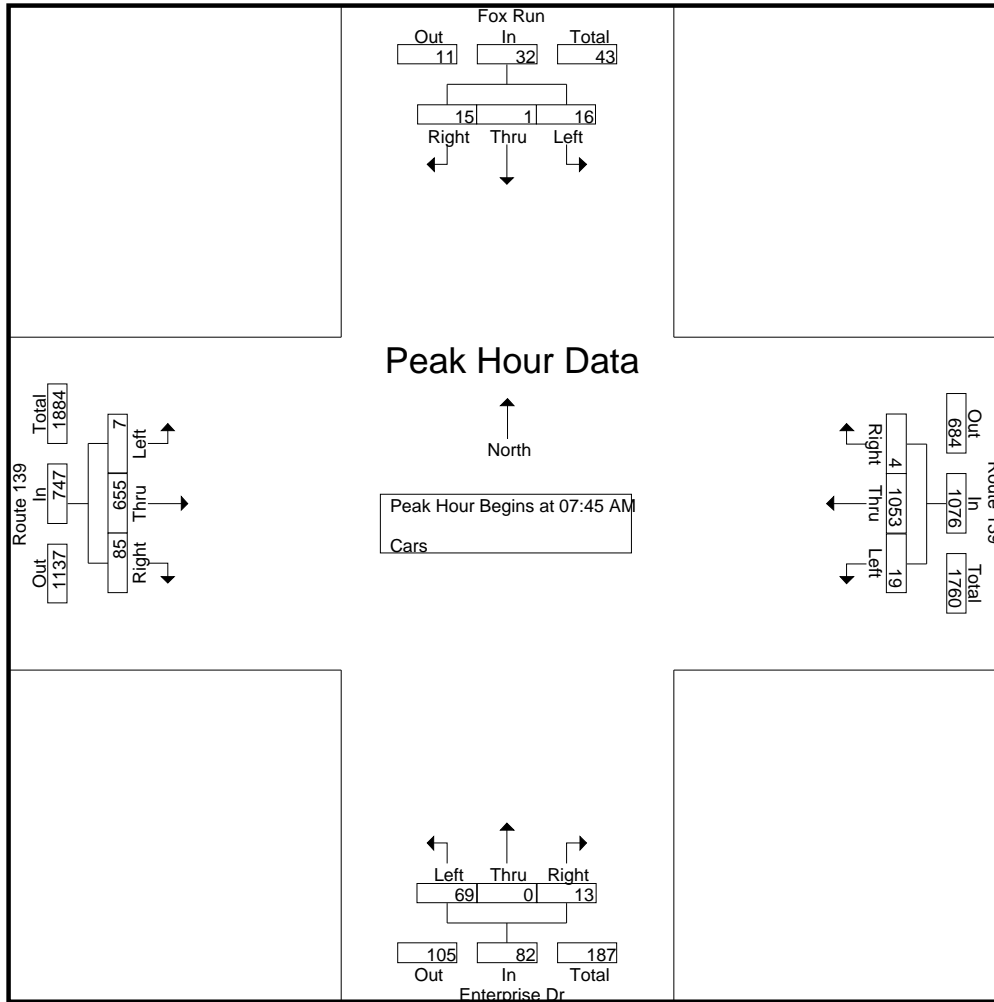 Fox Run
Out In Total
11 32 43
15 1 16
Right Thru Left
Peak Hour Data
North
Peak Hour Begins at 07:45 AM
Cars
Route 139
Total In Out
1884 747 1137
7 655 85
Left Thru Right
Right Thru Left
4 1053 19
Out In Total
684 1076 1760
Route 139
Left Thru Right
69 0 13
105 82 187
Out In Total
Enterprise Dr